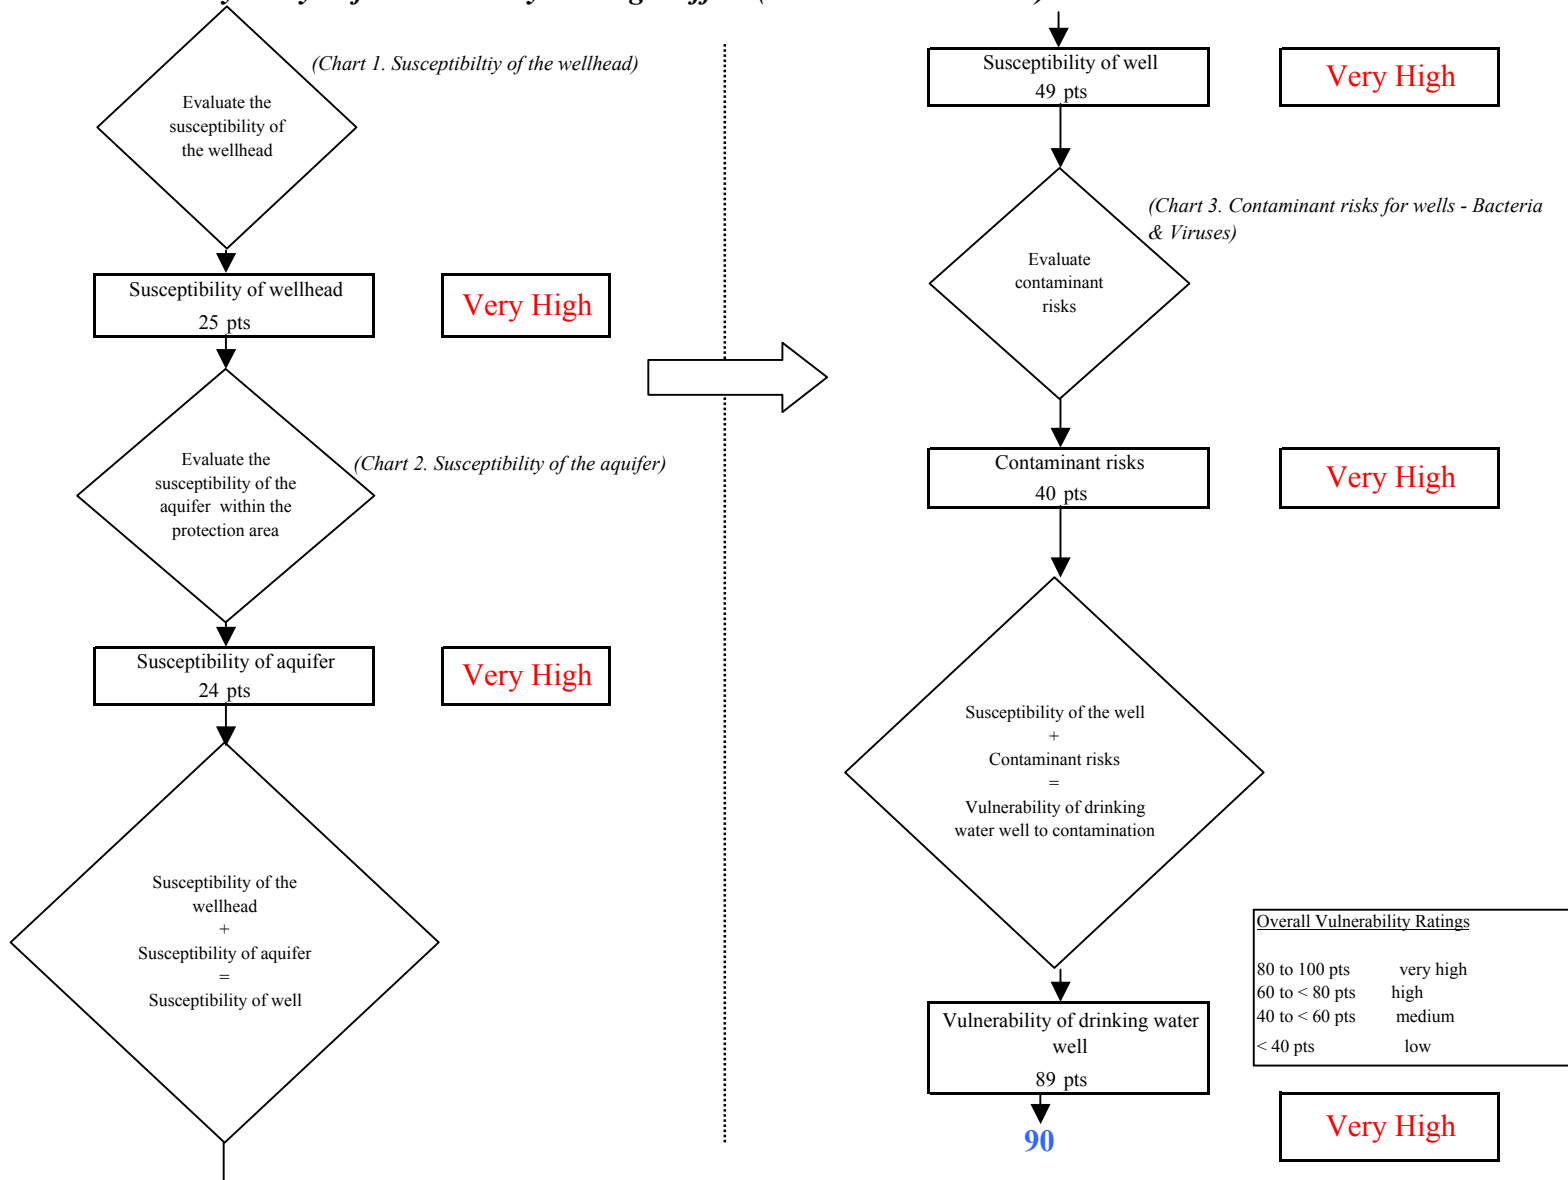 (Chart 1. Susceptibiltiy of the wellhead)
Evaluate the
susceptibility of
the wellhead
Susceptibility of wellhead
25 pts
Very High
Evaluate the
susceptibility of the
aquifer within the
protection area
(Chart 2. Susceptibility of the aquifer)
Susceptibility of aquifer
24 pts
Very High
Susceptibility of the
wellhead
+
Susceptibility of aquifer
=
Susceptibility of well
Susceptibility of well
49 pts
Very High
(Chart 3. Contaminant risks for wells - Bacteria
& Viruses)
Evaluate
contaminant
risks
Contaminant risks
40 pts
Very High
Susceptibility of the well
+
Contaminant risks
=
Vulnerability of drinking
water well to contamination
Overall Vulnerability Ratings
80 to 100 pts very high
60 to < 80 pts high
40 to < 60 pts medium
< 40 pts low
Vulnerability of drinking water
well
89 pts
90
Very High